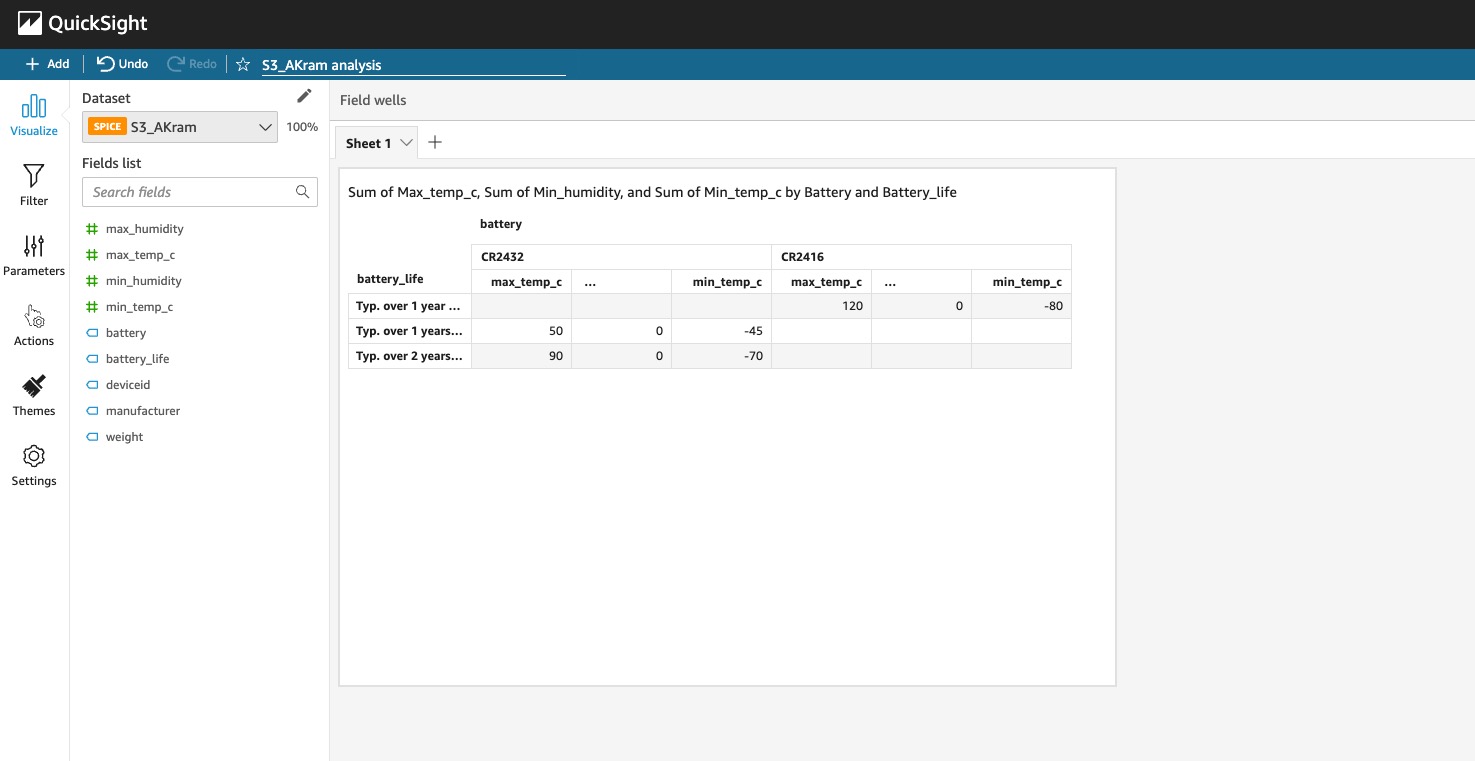 QuickSight
Add Undo Redo S3_AKram analysis
Visualize
Filter
Parameters
Actions
Themes
Settings
Dataset
SPICE S3_AKram 100%
Fields list
Search fields
max_humidity
max_temp_c
min_humidity
min_temp_c
battery
battery_life
deviceid
manufacturer
weight
Field wells
Sheet 1
Sum of Max_temp_c, Sum of Min_humidity, and Sum of Min_temp_c by Battery and Battery_life
battery
CR2432 CR2416
battery_life max_temp_c ... min_temp_c max_temp_c ... min_temp_c
Typ. over 1 year ... 120 0 -80
Typ. over 1 years... 50 0 -45
Typ. over 2 years... 90 0 -70